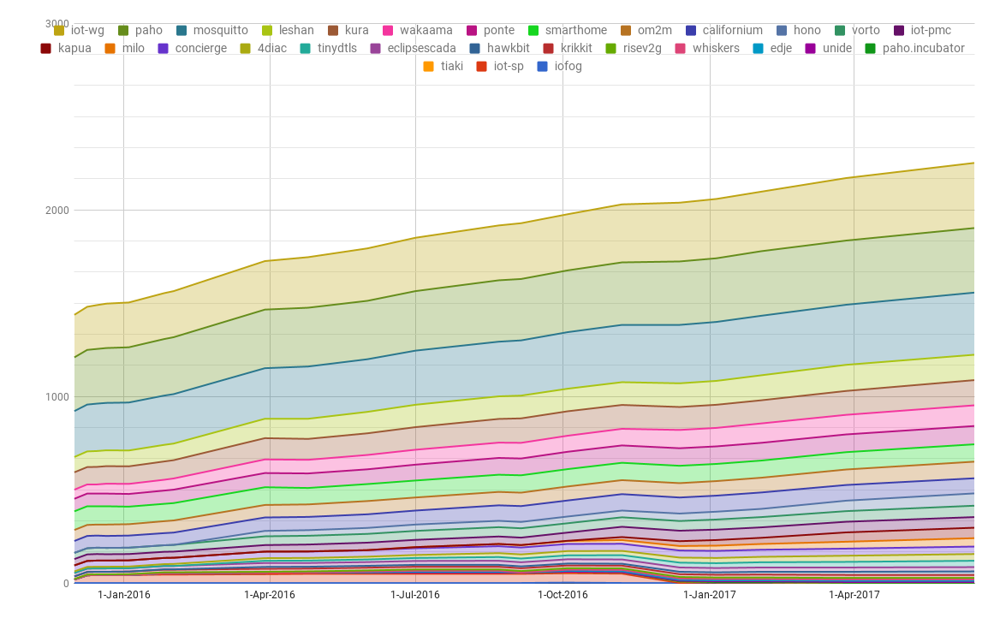 3000
iot-wg paho mosquitto leshan kura wakaama ponte smarthome om2m californium hono vorto iot-pmc
kapua milo concierge 4diac tinydtls eclipsescada hawkbit krikkit risev2g whiskers edje unide paho.incubator
tiaki iot-sp iofog
2000
1000
0
1-Jan-2016 1-Apr-2016 1-Jul-2016 1-Oct-2016 1-Jan-2017 1-Apr-2017